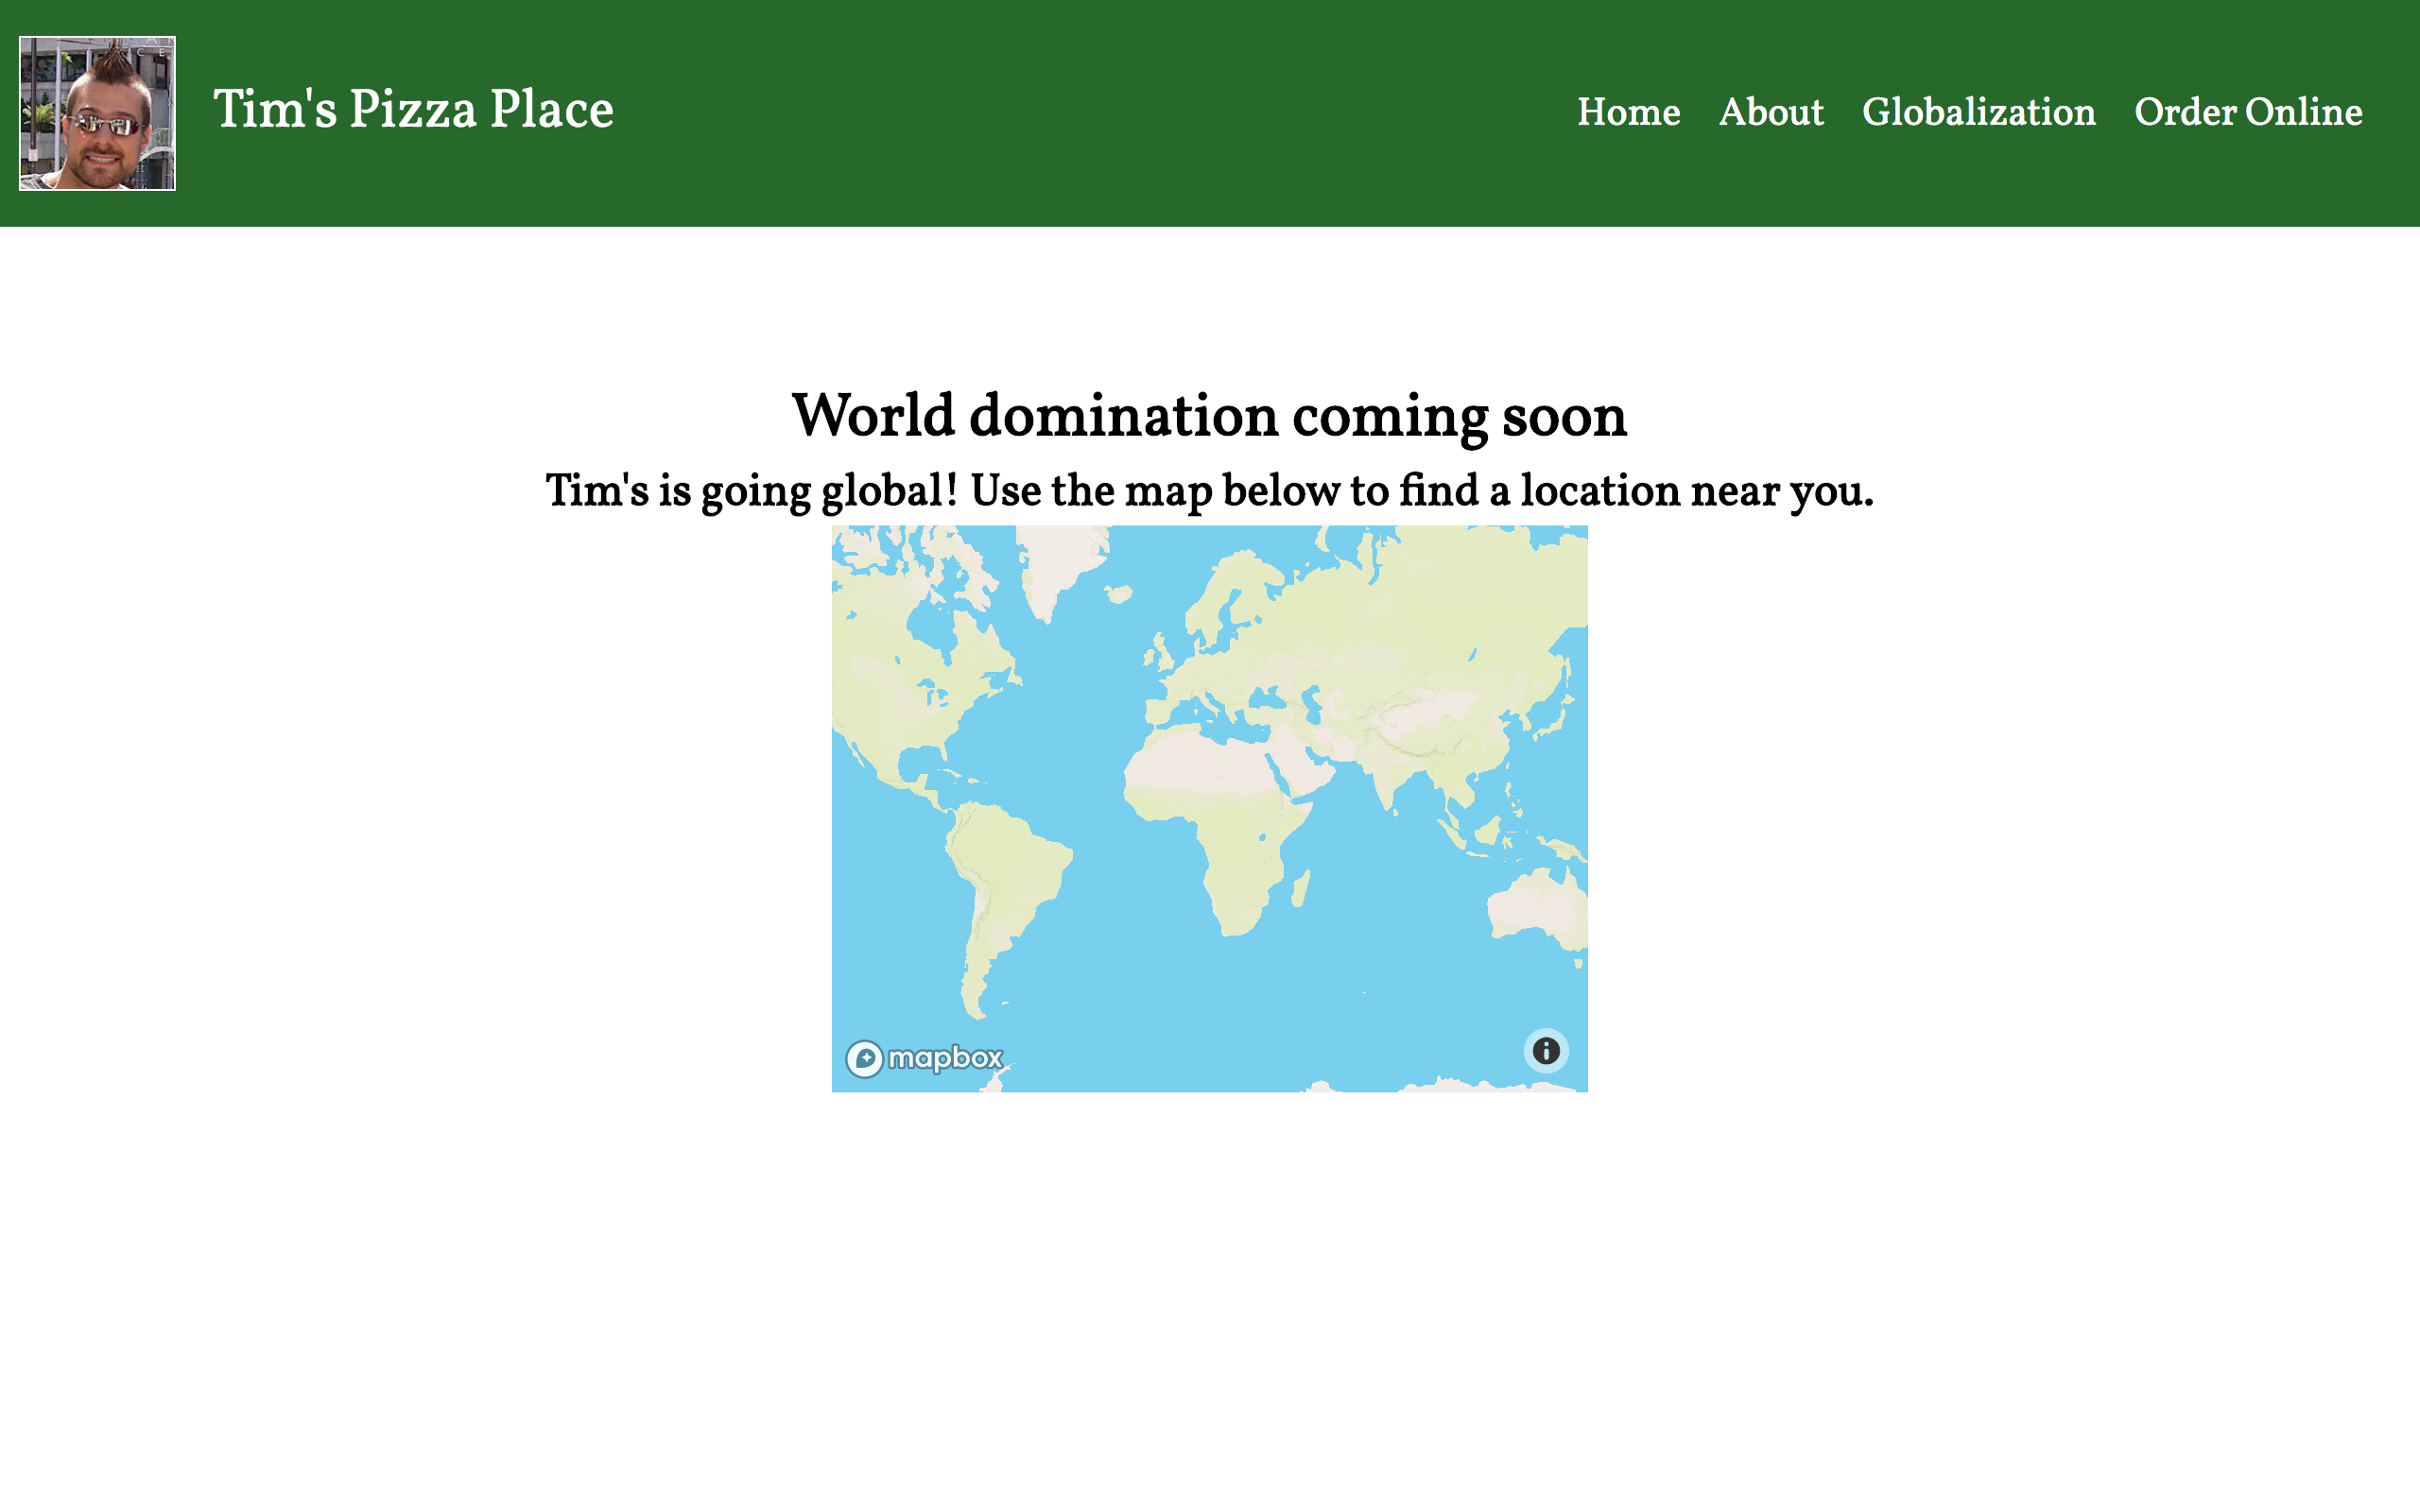 Tim's Pizza Place
Home About Globalization Order Online
World domination coming soon
Tim's is going global! Use the map below to find a location near you.
mapbox